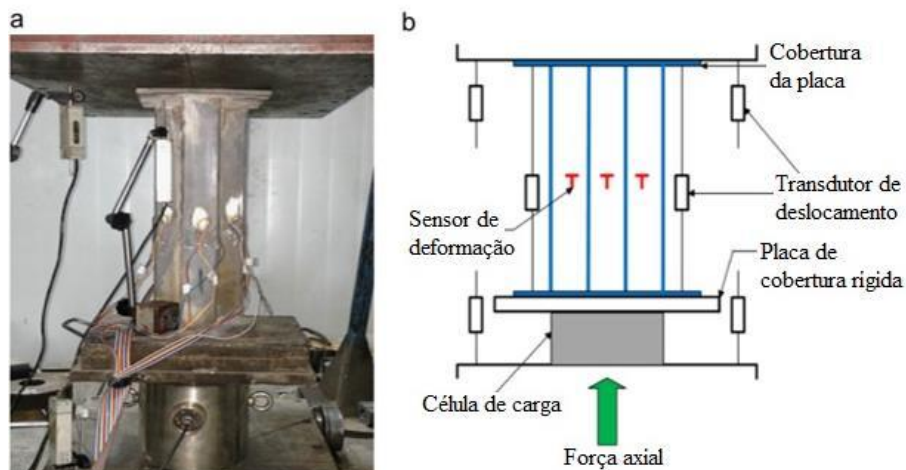 a
b
Cobertura
da placa
Transdutor de
deslocamento
Sensor de
deformação
Placa de
cobertura rígida
Célula de carga
Força axial